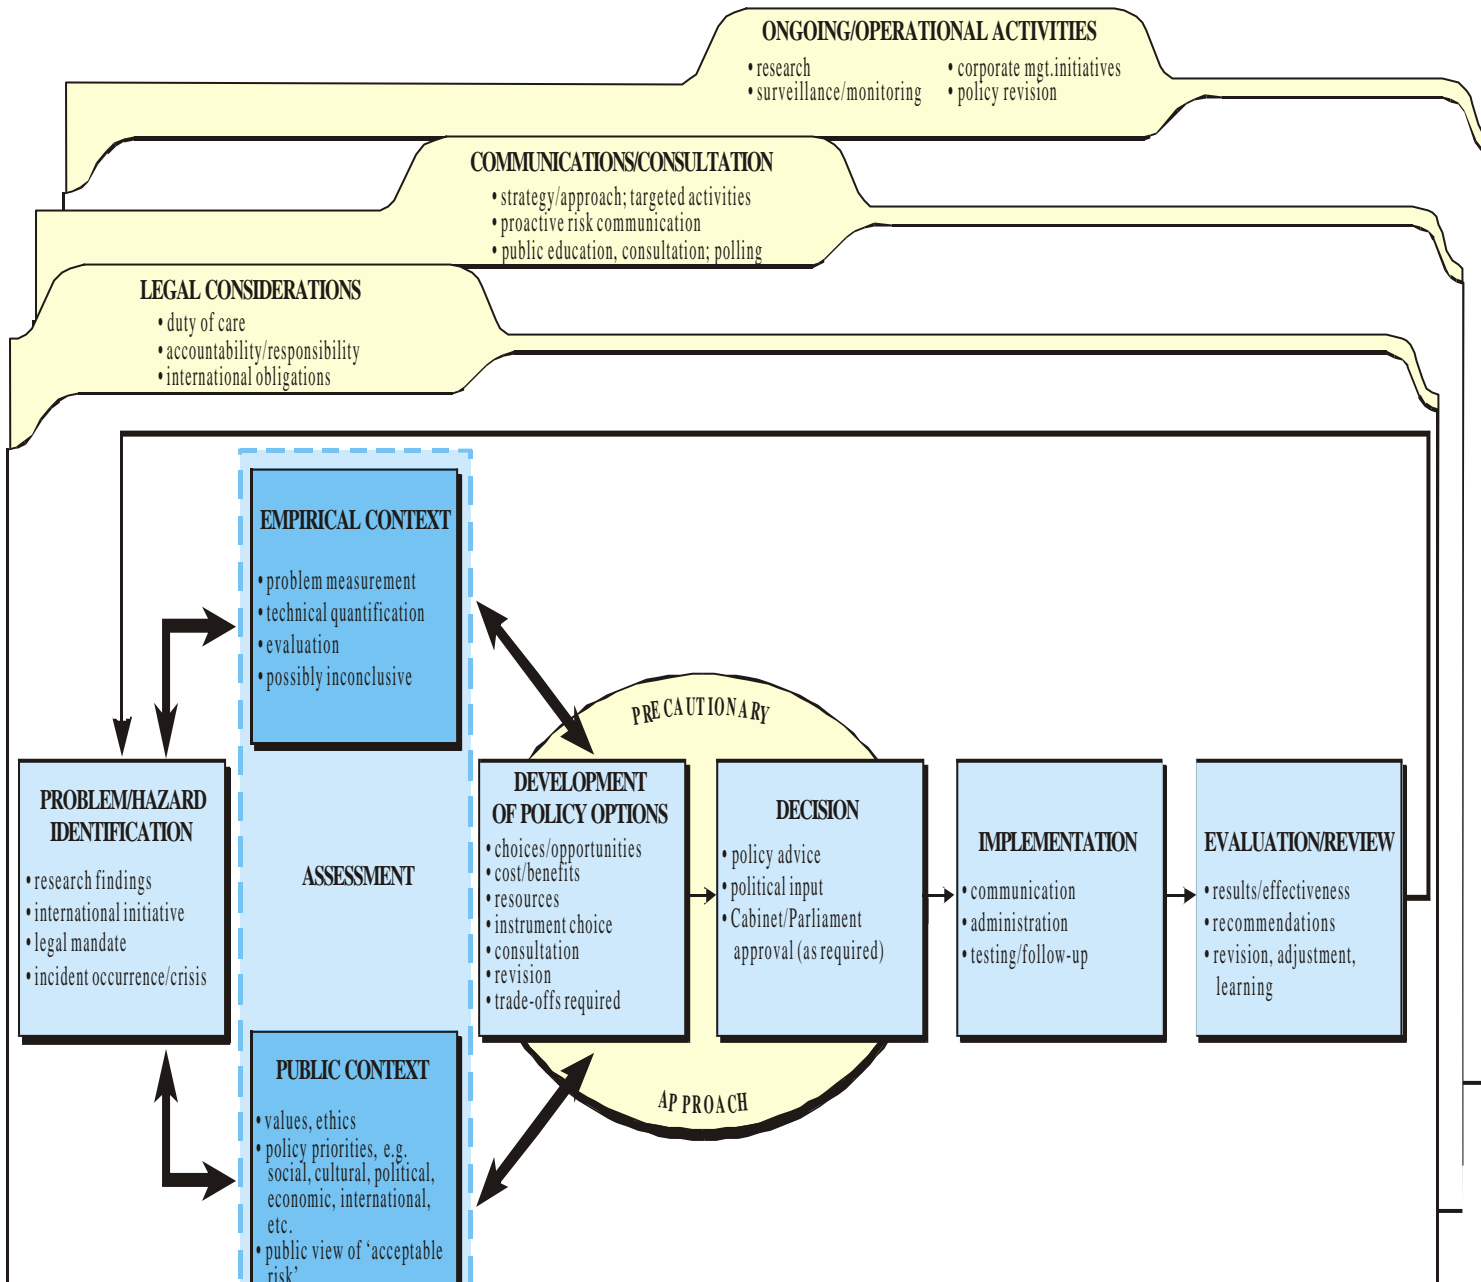 ONGOING/OPERATIONAL ACTIVITIES
• research
• surveillance/monitoring
• corporate mgt.initiatives
• policy revision
COMMUNICATIONS/CONSULTATION
• strategy/approach; targeted activities
• proactive risk communication
• public education, consultation; polling
LEGAL CONSIDERATIONS
• duty of care
• accountability/responsibility
• international obligations
EMPIRICAL CONTEXT
• problem measurement
• technical quantification
• evaluation
• possibly inconclusive
PROBLEM/HAZARD
IDENTIFICATION
• research findings
• international initiative
• legal mandate
• incident occurrence/crisis
ASSESSMENT
PUBLIC CONTEXT
• values, ethics
• policy priorities, e.g.
social, cultural, political,
economic, international,
etc.
• public view of ‘acceptable
risk’
PRECAUTIONARY
DEVELOPMENT
OF POLICY OPTIONS
• choices/opportunities
• cost/benefits
• resources
• instrument choice
• consultation
• revision
• trade-offs required
DECISION
• policy advice
• political input
• Cabinet/Parliament
approval (as required)
APPROACH
IMPLEMENTATION
• communication
• administration
• testing/follow-up
EVALUATION/REVIEW
• results/effectiveness
• recommendations
• revision, adjustment,
learning